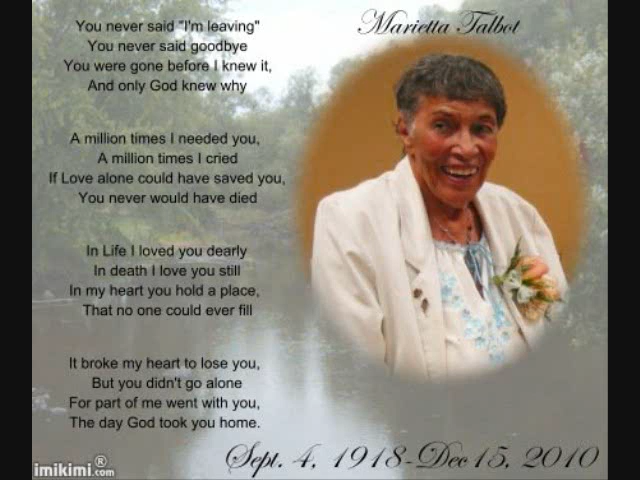 You never said "I'm leaving"
You never said goodbye
You were gone before I knew it,
And only God knew why
A million times I needed you,
A million times I cried
If Love alone could have saved you,
You never would have died
In Life I loved you dearly
In death I love you still
In my heart you hold a place,
That no one could ever fill
It broke my heart to lose you,
But you didn't go alone
For part of me went with you,
The day God took you home.
Marietta Talbot
Sept. 4, 1918-Dec15, 2010
imikimi.com®